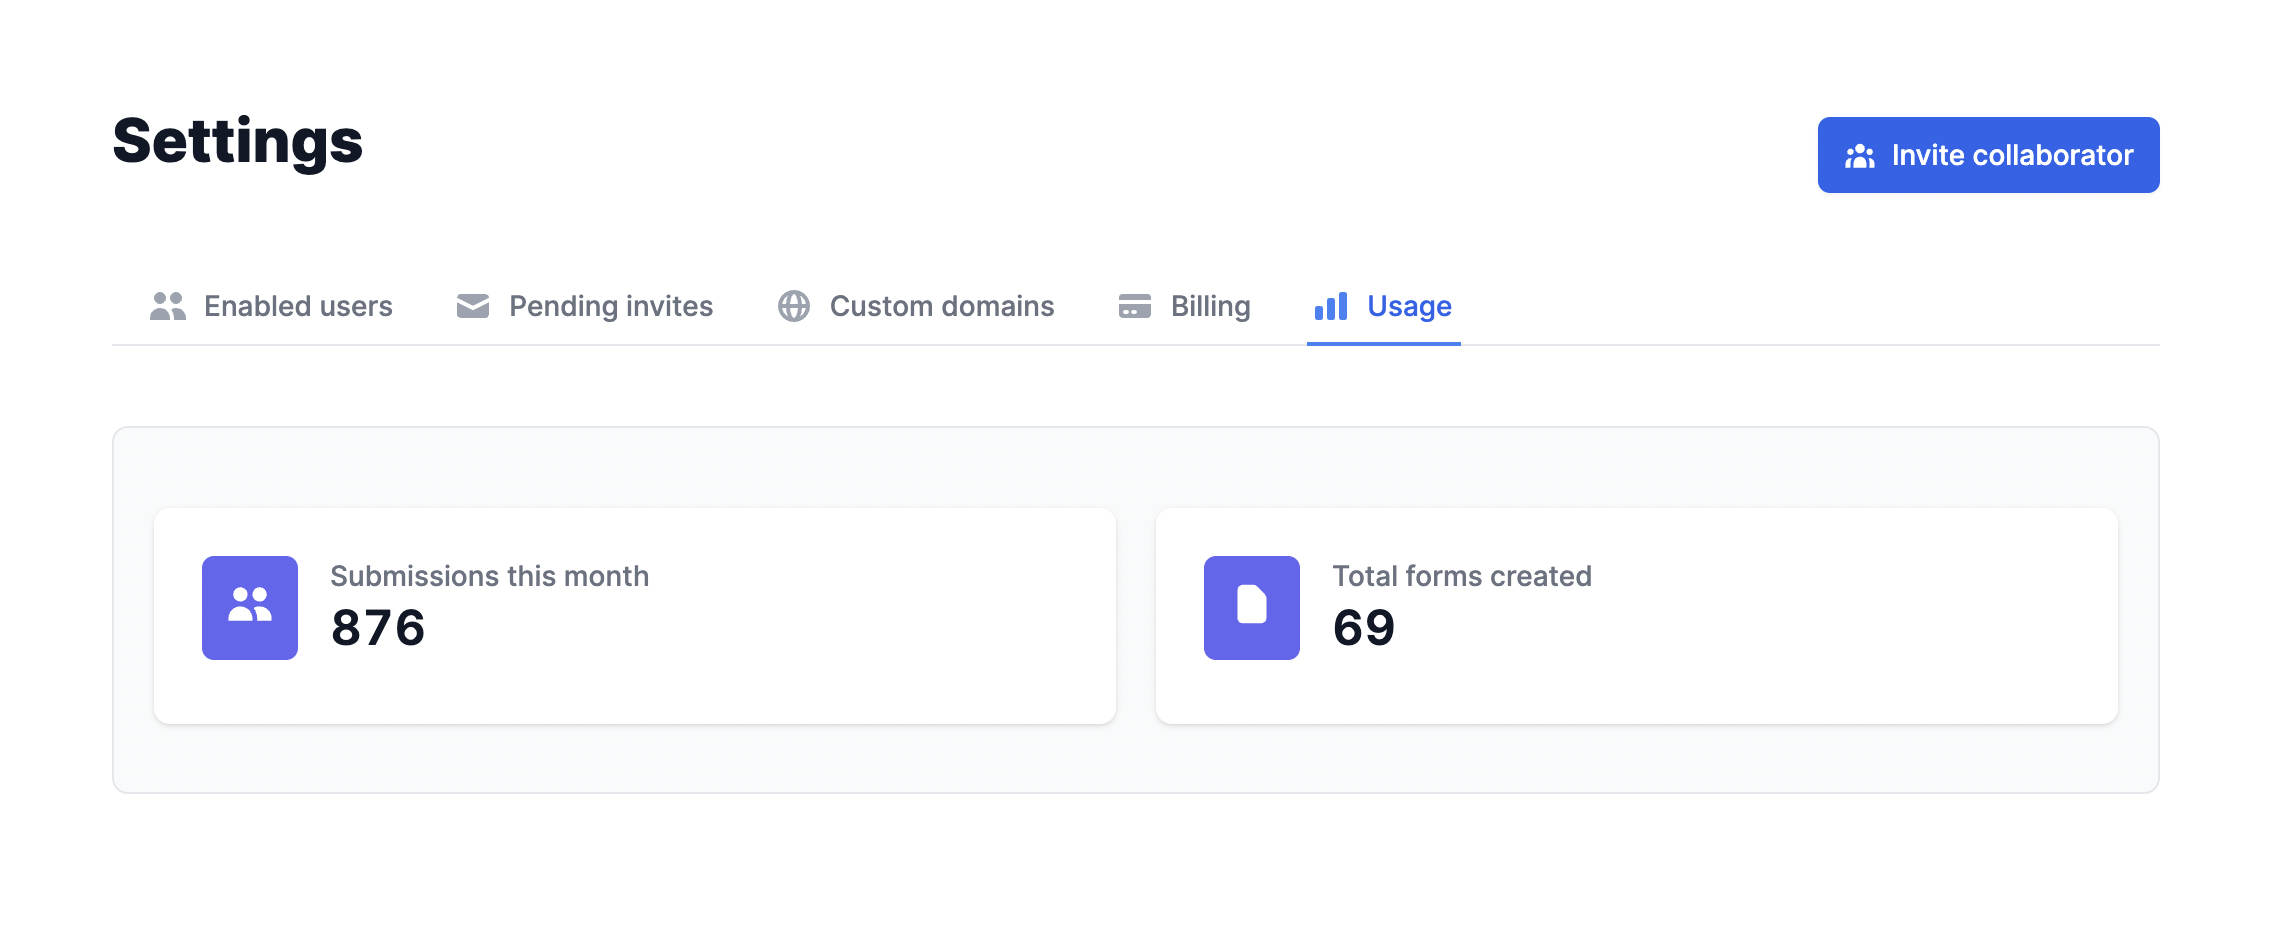 Settings
Invite collaborator
Enabled users
Pending invites
Custom domains
Billing
Usage
Submissions this month
876
Total forms created
69